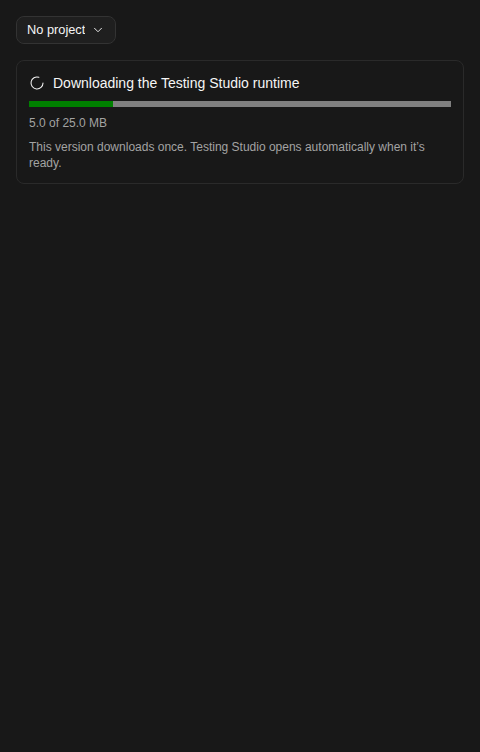 No project
Downloading the Testing Studio runtime
5.0 of 25.0 MB
This version downloads once. Testing Studio opens automatically when it's
ready.